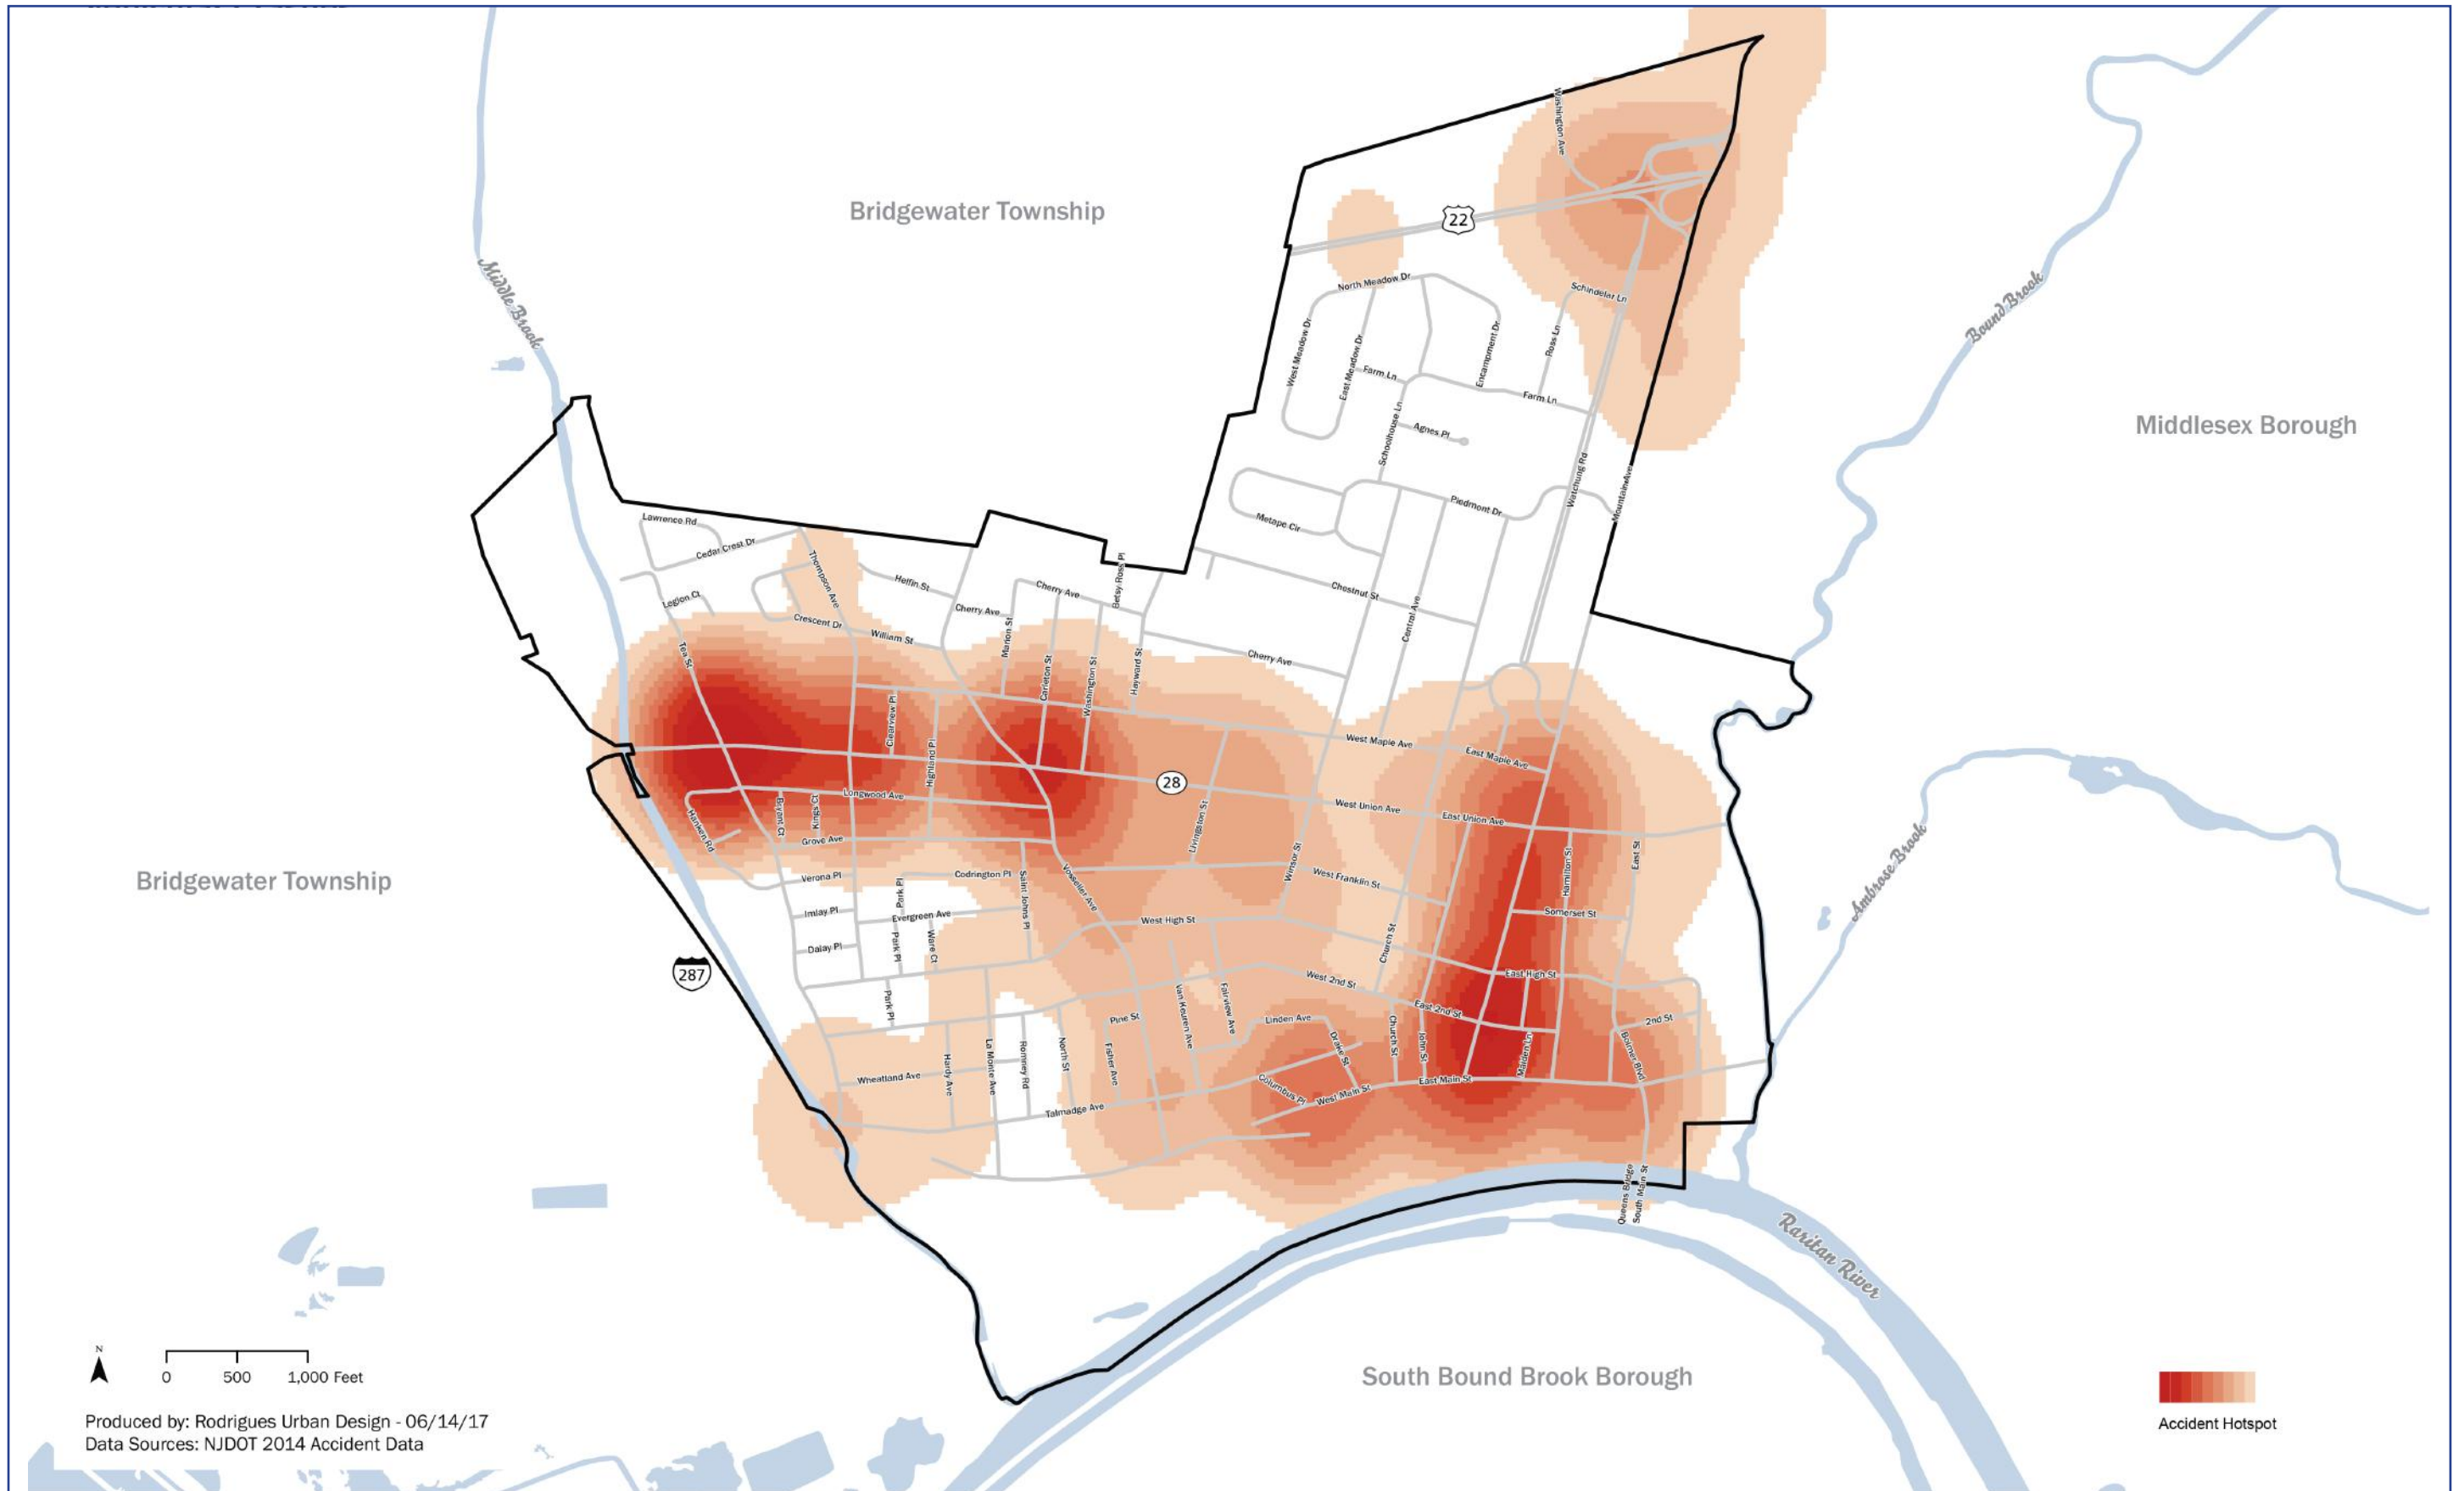 Bridgewater Township
Washington Ave
22
Middle Brook
North Meadow Dr
Schindelar Ln
Bound Brook
West Meadow Dr
East Meadow Dr
Encampment Dr
Ross Ln
Farm Ln
Farm Ln
Schoolhouse Ln
Agnes Pl
Middlesex Borough
Watchung Rd
Mountain Ave
Piedmont Dr
Metape Cir
Lawrence Rd
Cedar Crest Dr
Thompson Ave
Heffin St
Betsy Ross Pl
Cherry Ave
Cherry Ave
Chestnut St
Central Ave
Legion Ct
Crescent Dr
William St
Marion St
Tea St
Carleton St
Washington St
Hayward St
Cherry Ave
Clearview Pl
Highland Pl
West Maple Ave
East Maple Ave
28
Longwood Ave
Bryant Ct
Kings Ct
Hanken Rd
Grove Ave
Livingston St
West Union Ave
East Union Ave
Winsor St
Hamilton St
East St
Ambrose Brook
Bridgewater Township
Verona Pl
Park Pl
Codrington Pl
Saint Johns Pl
Vosseller Ave
West Franklin St
Imlay Pl
Evergreen Ave
West High St
Somerset St
Dalay Pl
Park Pl
Ware Ct
Church St
287
West 2nd St
East High St
Park Pl
Van Keuren Ave
Fairview Ave
East 2nd St
Pine St
Linden Ave
2nd St
Hardy Ave
La Monte Ave
Romney Rd
North St
Fisher Ave
Drake St
Church St
John St
Maiden Ln
Bolmer Blvd
Wheatland Ave
Columbus Pl
West Main St
East Main St
Talmadge Ave
Queens Bridge
South Main St
Raritan River
South Bound Brook Borough
N
0 500 1,000 Feet
Produced by: Rodrigues Urban Design - 06/14/17
Data Sources: NJDOT 2014 Accident Data
Accident Hotspot